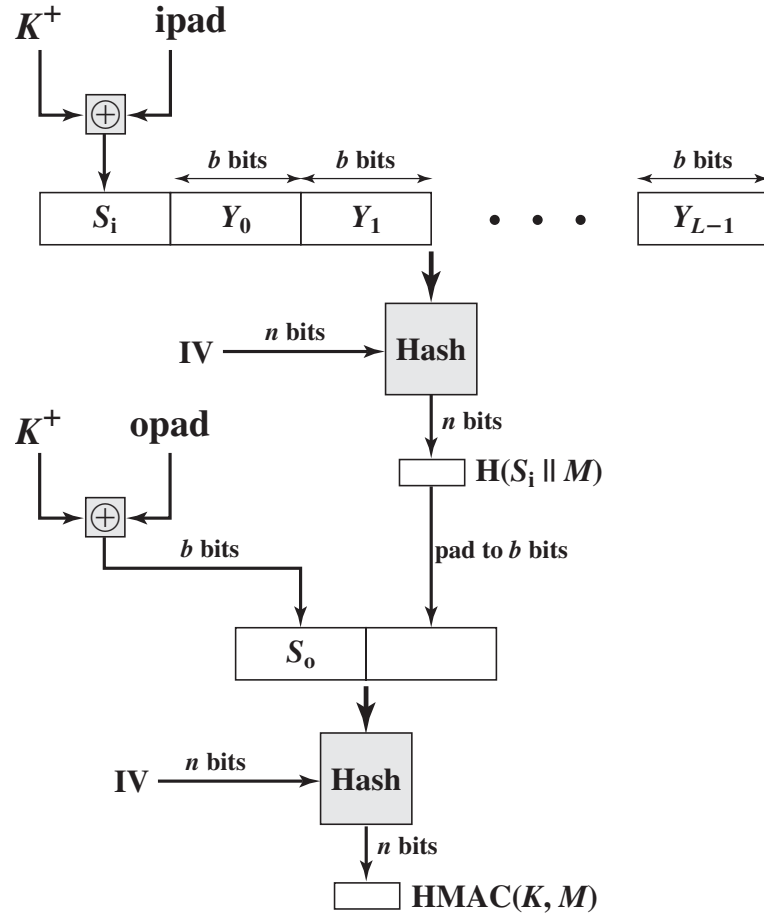 K⁺ ipad
⊕
b bits b bits b bits
Sᵢ Y₀ Y₁ • • • Y_{L−1}
IV n bits Hash
n bits
K⁺ opad
H(Sᵢ || M)
⊕
b bits pad to b bits
Sₒ
IV n bits Hash
n bits
HMAC(K, M)